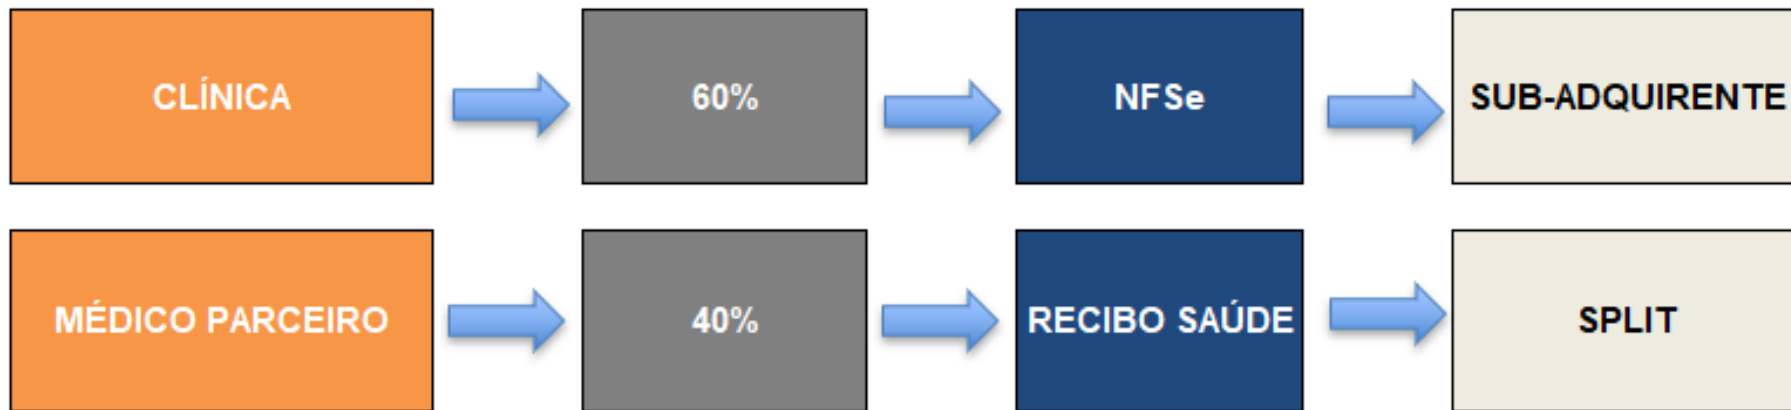 CLÍNICA
60%
NFSe
SUB-ADQUIRENTE
MÉDICO PARCEIRO
40%
RECIBO SAÚDE
SPLIT